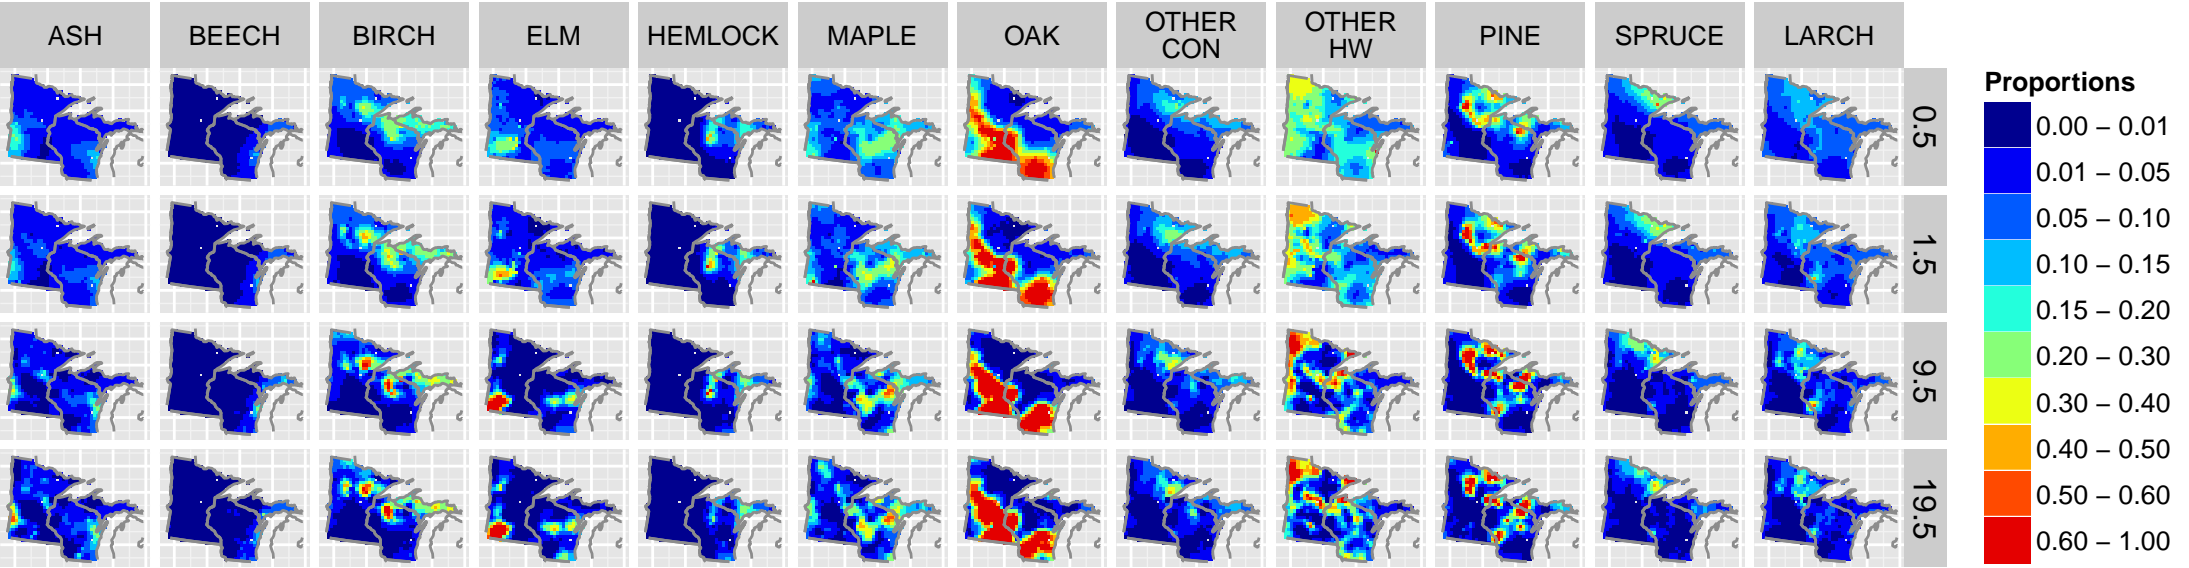 ASH
BEECH
BIRCH
ELM
HEMLOCK
MAPLE
OAK
OTHER
CON
OTHER
HW
PINE
SPRUCE
LARCH
0.5
1.5
9.5
19.5
Proportions
0.00 – 0.01
0.01 – 0.05
0.05 – 0.10
0.10 – 0.15
0.15 – 0.20
0.20 – 0.30
0.30 – 0.40
0.40 – 0.50
0.50 – 0.60
0.60 – 1.00